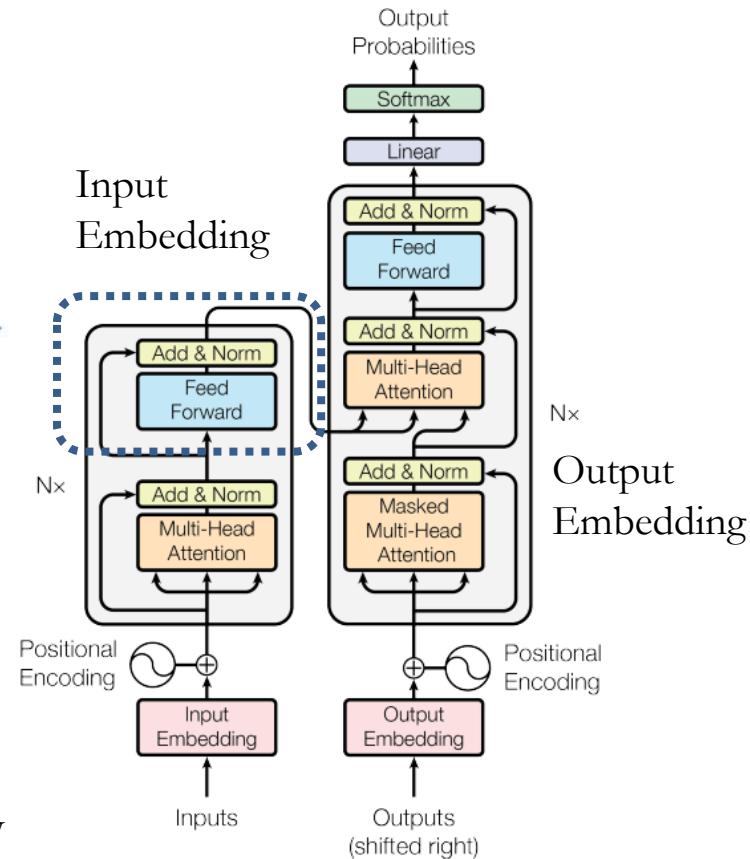 Output
Probabilities
Softmax
Linear
Input
Embedding
Add & Norm
Feed
Forward
Add & Norm
Multi-Head
Attention
Nx
Add & Norm
Feed
Forward
Output
Embedding
Nx
Add & Norm
Multi-Head
Attention
Add & Norm
Masked
Multi-Head
Attention
Positional
Encoding
Positional
Encoding
Input
Embedding
Output
Embedding
Inputs
Outputs
(shifted right)